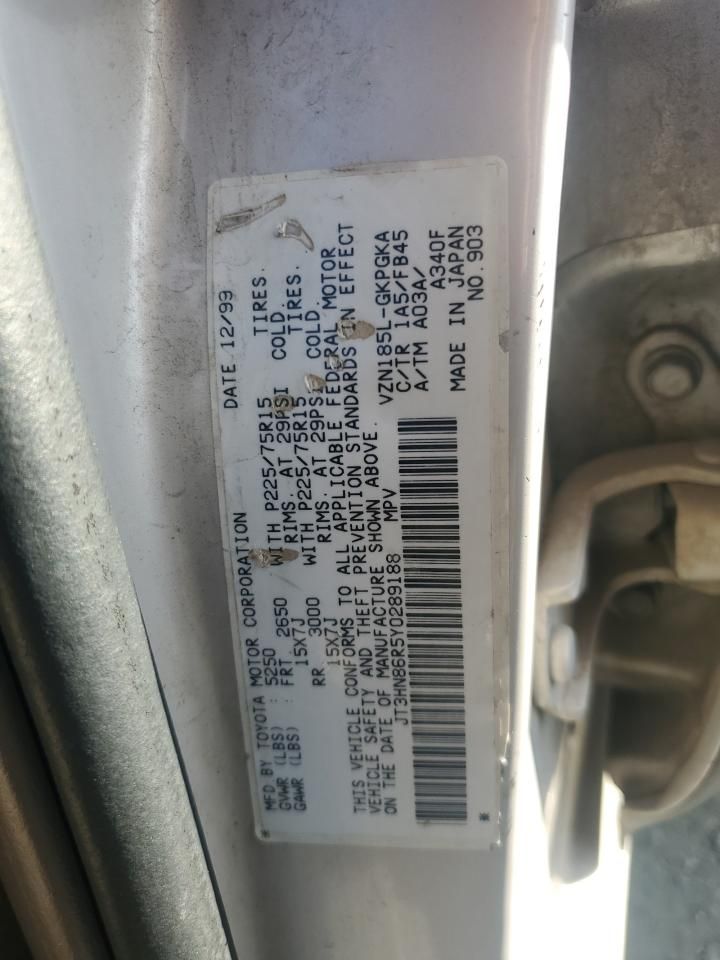 MFD BY TOYOTA MOTOR CORPORATION DATE 12/99
GVWR (LBS) : 5250
GAWR (LBS) : FRT 2650 WITH P225/75R15 TIRES.
15X7J RIMS. AT 29PSI COLD.
RR 3000 WITH P225/75R15 TIRES.
15X7J RIMS. AT 29PSI COLD.
THIS VEHICLE CONFORMS TO ALL APPLICABLE FEDERAL MOTOR
VEHICLE SAFETY AND THEFT PREVENTION STANDARDS IN EFFECT
ON THE DATE OF MANUFACTURE SHOWN ABOVE.
JT3HN86R5Y0289188 MPV VZN185L-GKPGKA
C/TR 1A5/FB45
A/TM A03A/
A340F
MADE IN JAPAN
NO.903